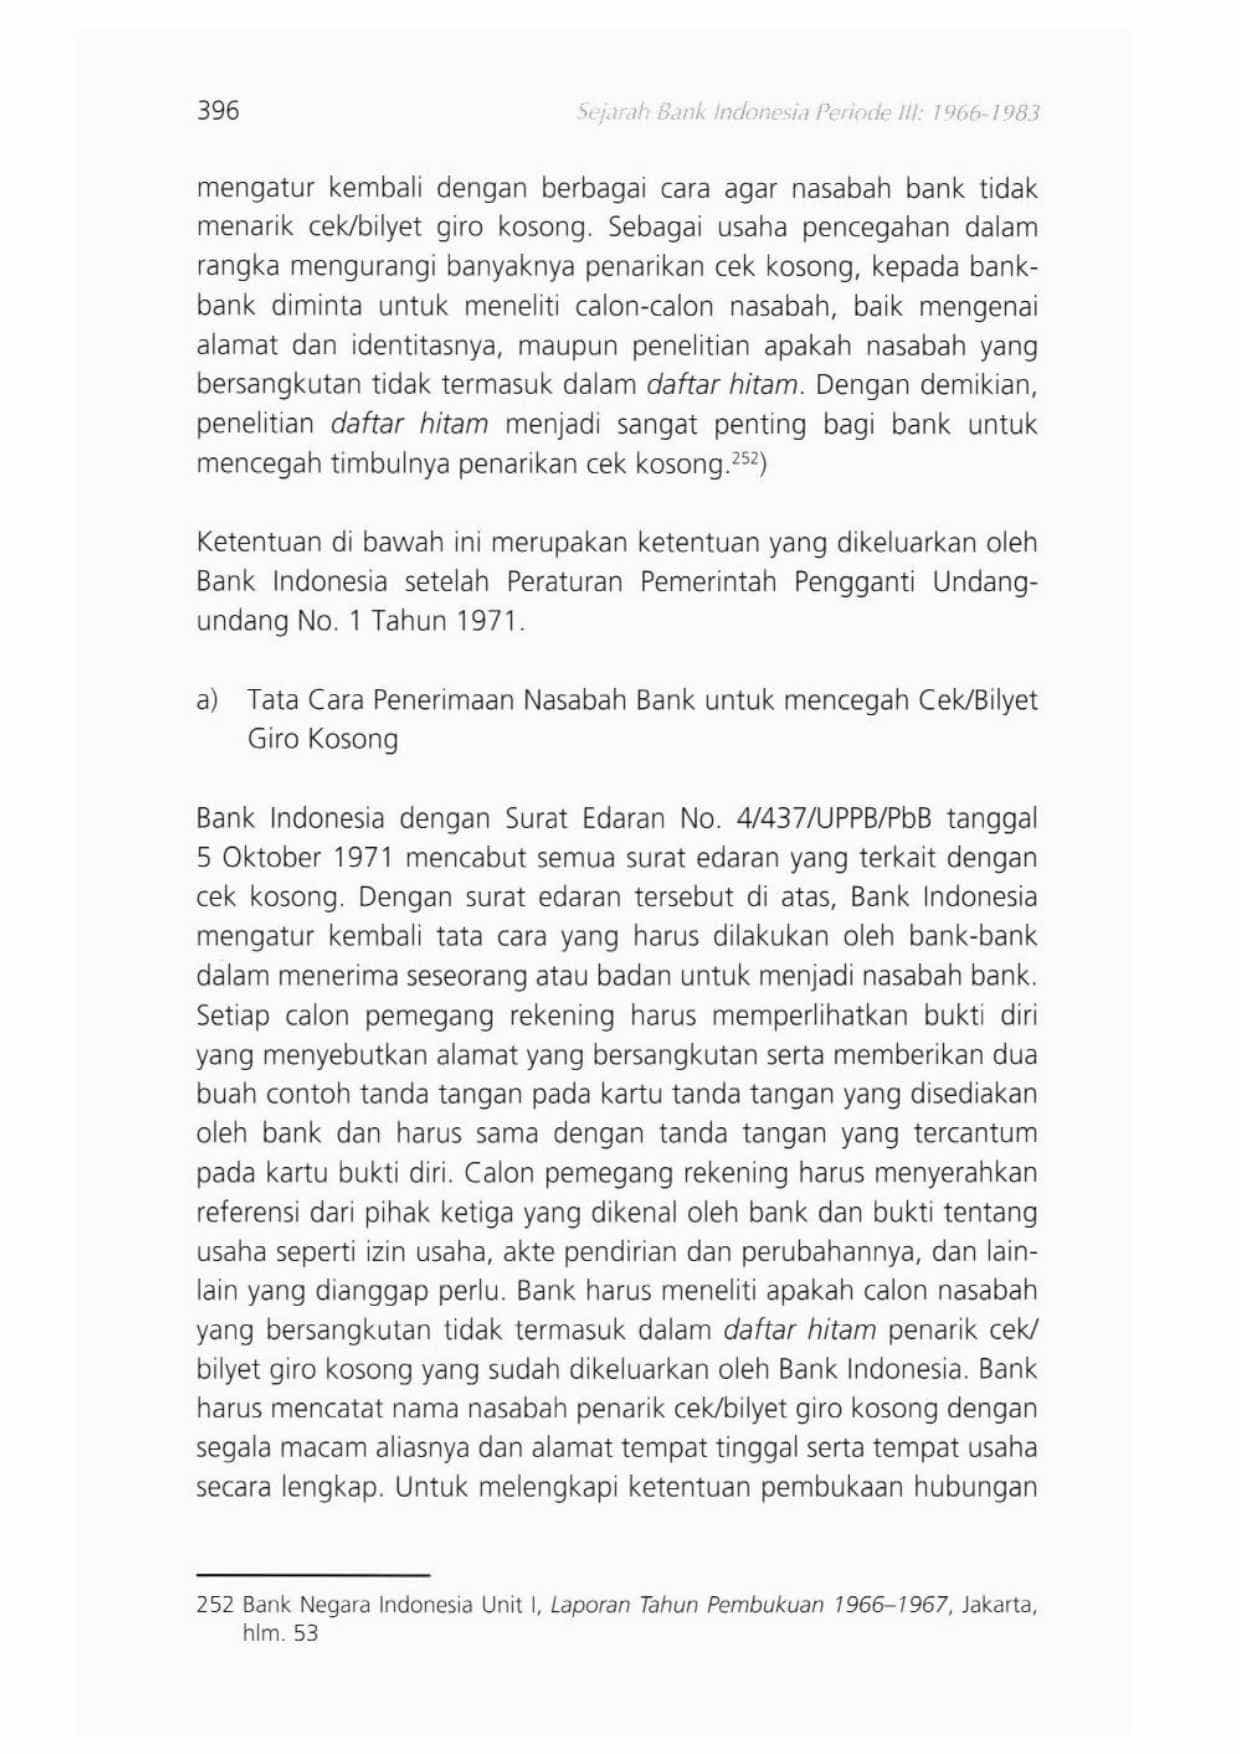 396
Sejarah Bank Indonesia Periode III: 1966-1983
mengatur kembali dengan berbagai cara agar nasabah bank tidak
menarik cek/bilyet giro kosong. Sebagai usaha pencegahan dalam
rangka mengurangi banyaknya penarikan cek kosong, kepada bank-
bank diminta untuk meneliti calon-calon nasabah, baik mengenai
alamat dan identitasnya, maupun penelitian apakah nasabah yang
bersangkutan tidak termasuk dalam daftar hitam. Dengan demikian,
penelitian daftar hitam menjadi sangat penting bagi bank untuk
mencegah timbulnya penarikan cek kosong.252)
Ketentuan di bawah ini merupakan ketentuan yang dikeluarkan oleh
Bank Indonesia setelah Peraturan Pemerintah Pengganti Undang-
undang No. 1 Tahun 1971.
a) Tata Cara Penerimaan Nasabah Bank untuk mencegah Cek/Bilyet
Giro Kosong
Bank Indonesia dengan Surat Edaran No. 4/437/UPPB/PbB tanggal
5 Oktober 1971 mencabut semua surat edaran yang terkait dengan
cek kosong. Dengan surat edaran tersebut di atas, Bank Indonesia
mengatur kembali tata cara yang harus dilakukan oleh bank-bank
dalam menerima seseorang atau badan untuk menjadi nasabah bank.
Setiap calon pemegang rekening harus memperlihatkan bukti diri
yang menyebutkan alamat yang bersangkutan serta memberikan dua
buah contoh tanda tangan pada kartu tanda tangan yang disediakan
oleh bank dan harus sama dengan tanda tangan yang tercantum
pada kartu bukti diri. Calon pemegang rekening harus menyerahkan
referensi dari pihak ketiga yang dikenal oleh bank dan bukti tentang
usaha seperti izin usaha, akte pendirian dan perubahannya, dan lain-
lain yang dianggap perlu. Bank harus meneliti apakah calon nasabah
yang bersangkutan tidak termasuk dalam daftar hitam penarik cek/
bilyet giro kosong yang sudah dikeluarkan oleh Bank Indonesia. Bank
harus mencatat nama nasabah penarik cek/bilyet giro kosong dengan
segala macam aliasnya dan alamat tempat tinggal serta tempat usaha
secara lengkap. Untuk melengkapi ketentuan pembukaan hubungan
252 Bank Negara Indonesia Unit I, Laporan Tahun Pembukuan 1966–1967, Jakarta,
hlm. 53